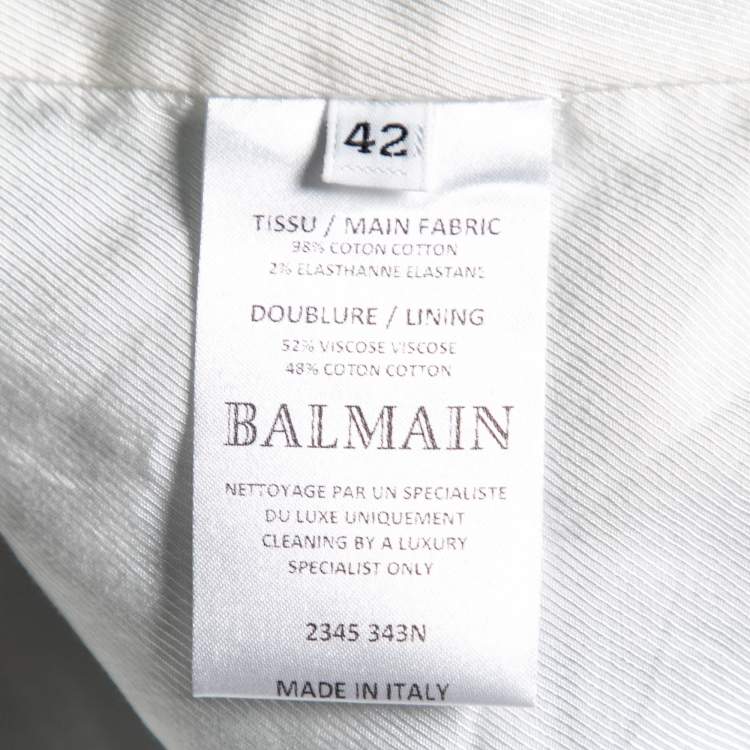 42
TISSU / MAIN FABRIC
98% COTON COTTON
2% ELASTHANNE ELASTANE
DOUBLURE / LINING
52% VISCOSE VISCOSE
48% COTON COTTON
BALMAIN
NETTOYAGE PAR UN SPECIALISTE
DU LUXE UNIQUEMENT
CLEANING BY A LUXURY
SPECIALIST ONLY
2345 343N
MADE IN ITALY